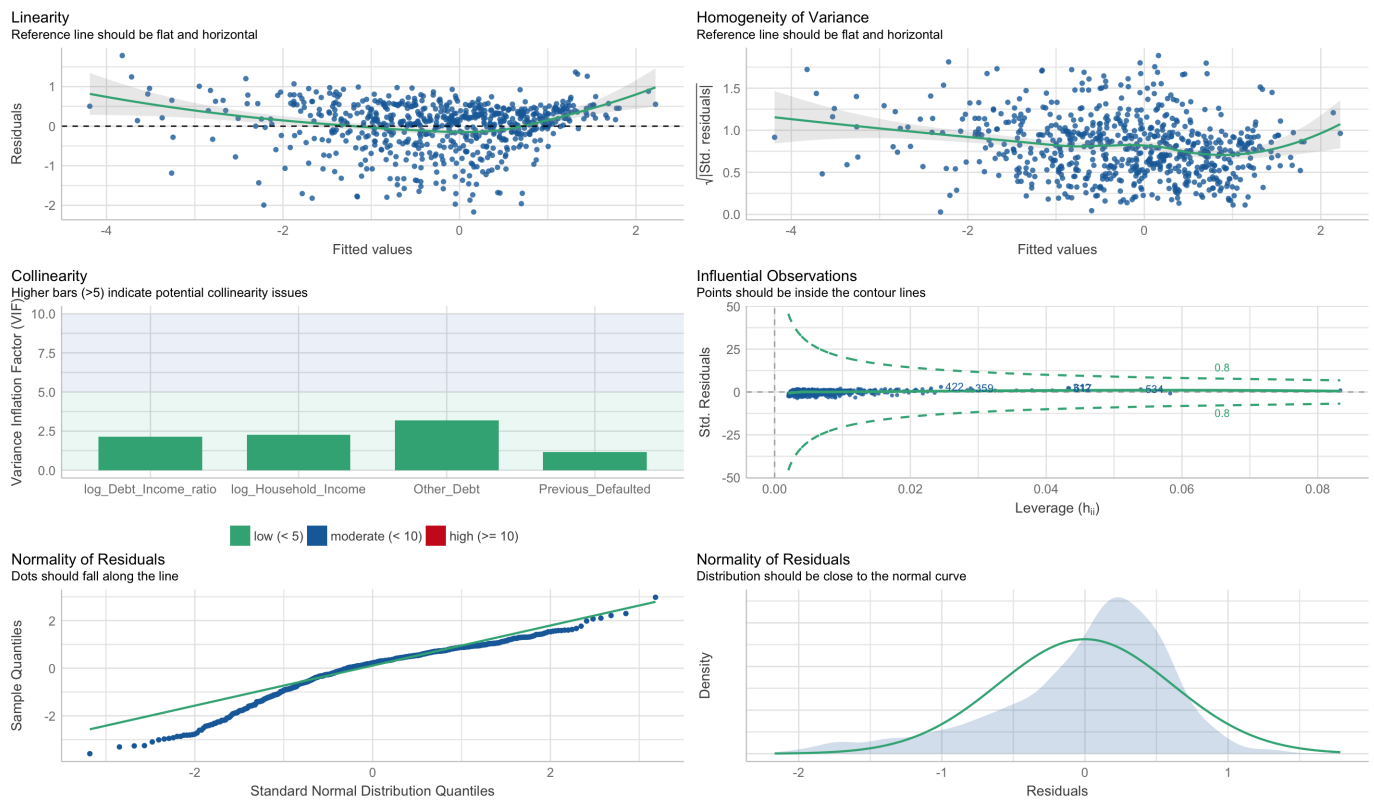 Linearity
Reference line should be flat and horizontal
Residuals
1
0
-1
-2
-4
-2
0
2
Fitted values
Homogeneity of Variance
Reference line should be flat and horizontal
√|Std. residuals|
1.5
1.0
0.5
0.0
-4
-2
0
2
Fitted values
Collinearity
Higher bars (>5) indicate potential collinearity issues
Variance Inflation Factor (VIF)
10.0
7.5
5.0
2.5
0.0
log_Debt_Income_ratio log_Household_Income Other_Debt Previous_Defaulted
low (< 5) moderate (< 10) high (>= 10)
Influential Observations
Points should be inside the contour lines
Std. Residuals
50
25
0
-25
-50
0.8
422 359 517 534
0.8
0.00 0.02 0.04 0.06 0.08
Leverage (hii)
Normality of Residuals
Dots should fall along the line
Sample Quantiles
2
0
-2
-2 0 2
Standard Normal Distribution Quantiles
Normality of Residuals
Distribution should be close to the normal curve
Density
-2 -1 0 1
Residuals